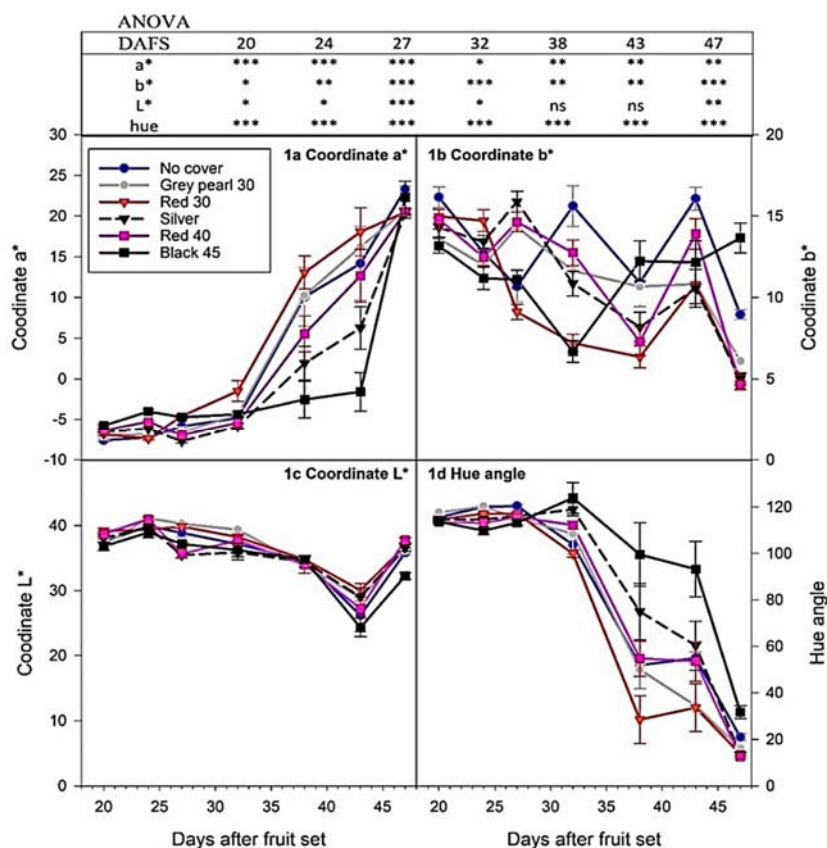 ANOVA
DAFS 20 24 27 32 38 43 47
a* *** *** *** * ** ** **
b* * ** *** *** ** ** ***
L* * * *** * ns ns **
hue *** *** *** *** *** *** ***
30
25
20
15
10
5
0
-5
-10
Coodinate a*
1a Coordinate a*
No cover
Grey pearl 30
Red 30
Silver
Red 40
Black 45
1b Coordinate b*
20
15
10
5
0
Coodinate b*
1c Coordinate L*
40
30
20
10
0
Coodinate L*
20 25 30 35 40 45
Days after fruit set
1d Hue angle
120
100
80
60
40
20
0
Hue angle
20 25 30 35 40 45
Days after fruit set